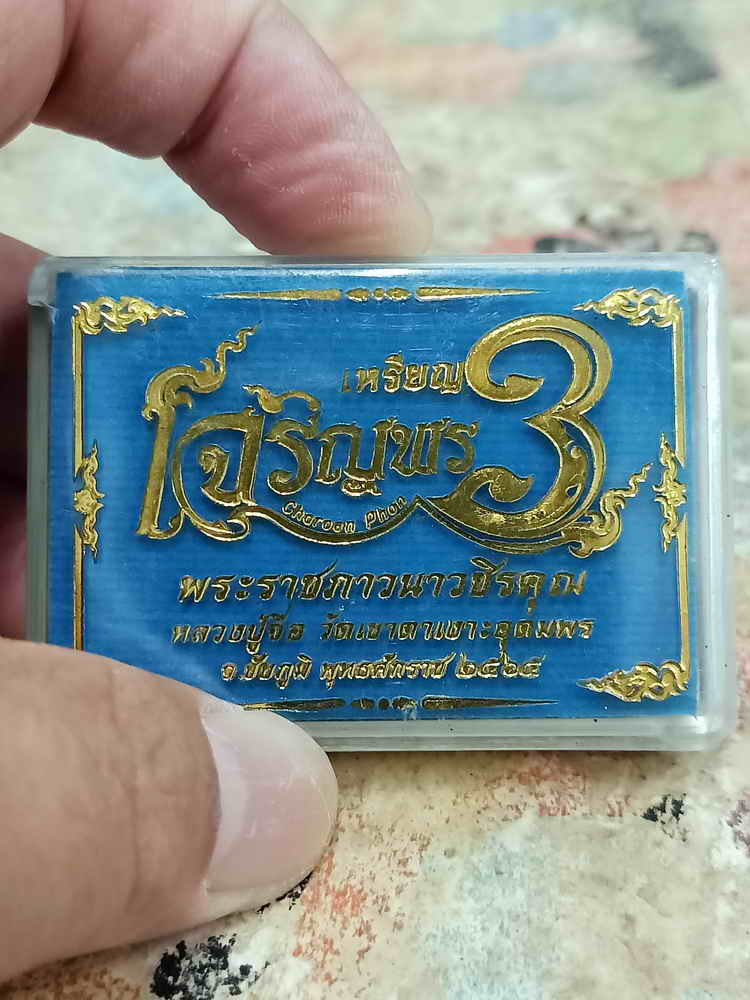 เหรียญ
เจริญพร 3
Charoen Phon
พระราชภาวนาวชิรคุณ
หลวงปู่จื่อ วัดเขาตาเงาะอุดมพร
จ.ชัยภูมิ พุทธศักราช ๒๕๖๕